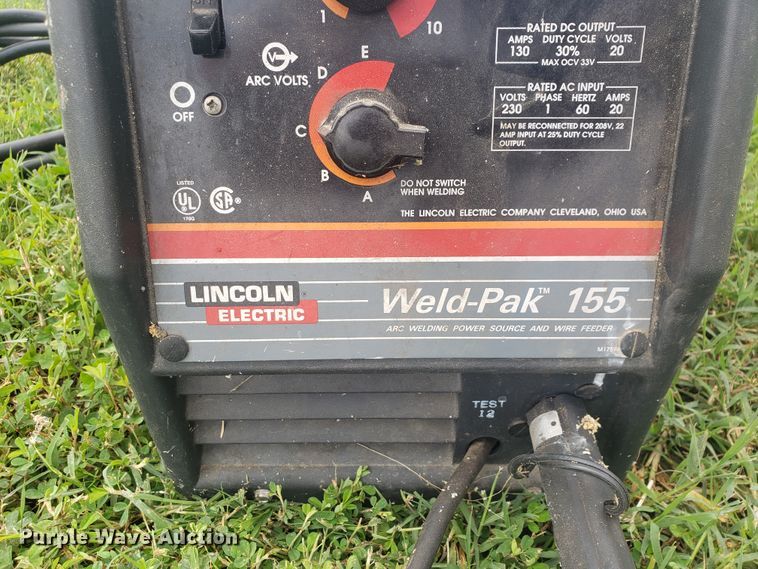 1
10
E
D
C
B
A
ARC VOLTS
OFF
RATED DC OUTPUT
AMPS DUTY CYCLE VOLTS
130 30% 20
MAX OCV 33V
RATED AC INPUT
VOLTS PHASE HERTZ AMPS
230 1 60 20
MAY BE RECONNECTED FOR 208V, 22
AMP INPUT AT 25% DUTY CYCLE
OUTPUT.
DO NOT SWITCH
WHEN WELDING
LISTED
UL
SA
THE LINCOLN ELECTRIC COMPANY CLEVELAND, OHIO USA
LINCOLN
ELECTRIC
Weld-Pak™ 155
ARC WELDING POWER SOURCE AND WIRE FEEDER
TEST
12
Purple Wave Auction